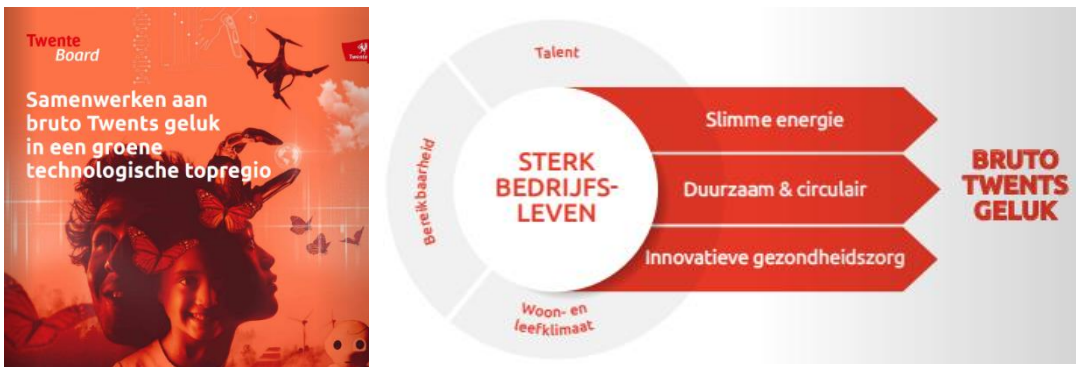 Twente
Board
Twente
Samenwerken aan
bruto Twents geluk
in een groene
technologische topregio
Talent
Bereikbaarheid
Woon- en
leefklimaat
STERK
BEDRIJFS-
LEVEN
Slimme energie
Duurzaam & circulair
Innovatieve gezondheidszorg
BRUTO
TWENTS
GELUK